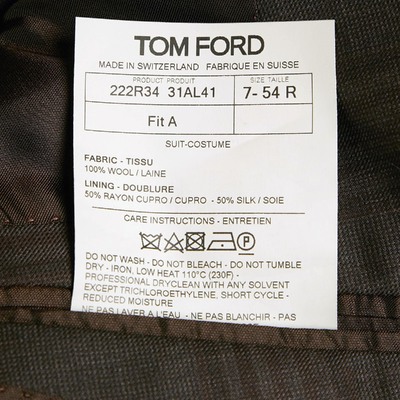 TOM FORD
MADE IN SWITZERLAND FABRIQUE EN SUISSE
PRODUCT PRODUIT SIZE TAILLE
222R34 31AL41 7- 54 R
Fit A
SUIT-COSTUME
FABRIC - TISSU
100% WOOL / LAINE
LINING - DOUBLURE
50% RAYON CUPRO / CUPRO - 50% SILK / SOIE
CARE INSTRUCTIONS - ENTRETIEN
P
DO NOT WASH - DO NOT BLEACH - DO NOT TUMBLE
DRY - IRON, LOW HEAT 110°C (230F) -
PROFESSIONAL DRYCLEAN WITH ANY SOLVENT
EXCEPT TRICHLOROETHYLENE, SHORT CYCLE -
REDUCED MOISTURE
NE PAS LAVER A L'EAU - NE PAS BLANCHIR - PAS